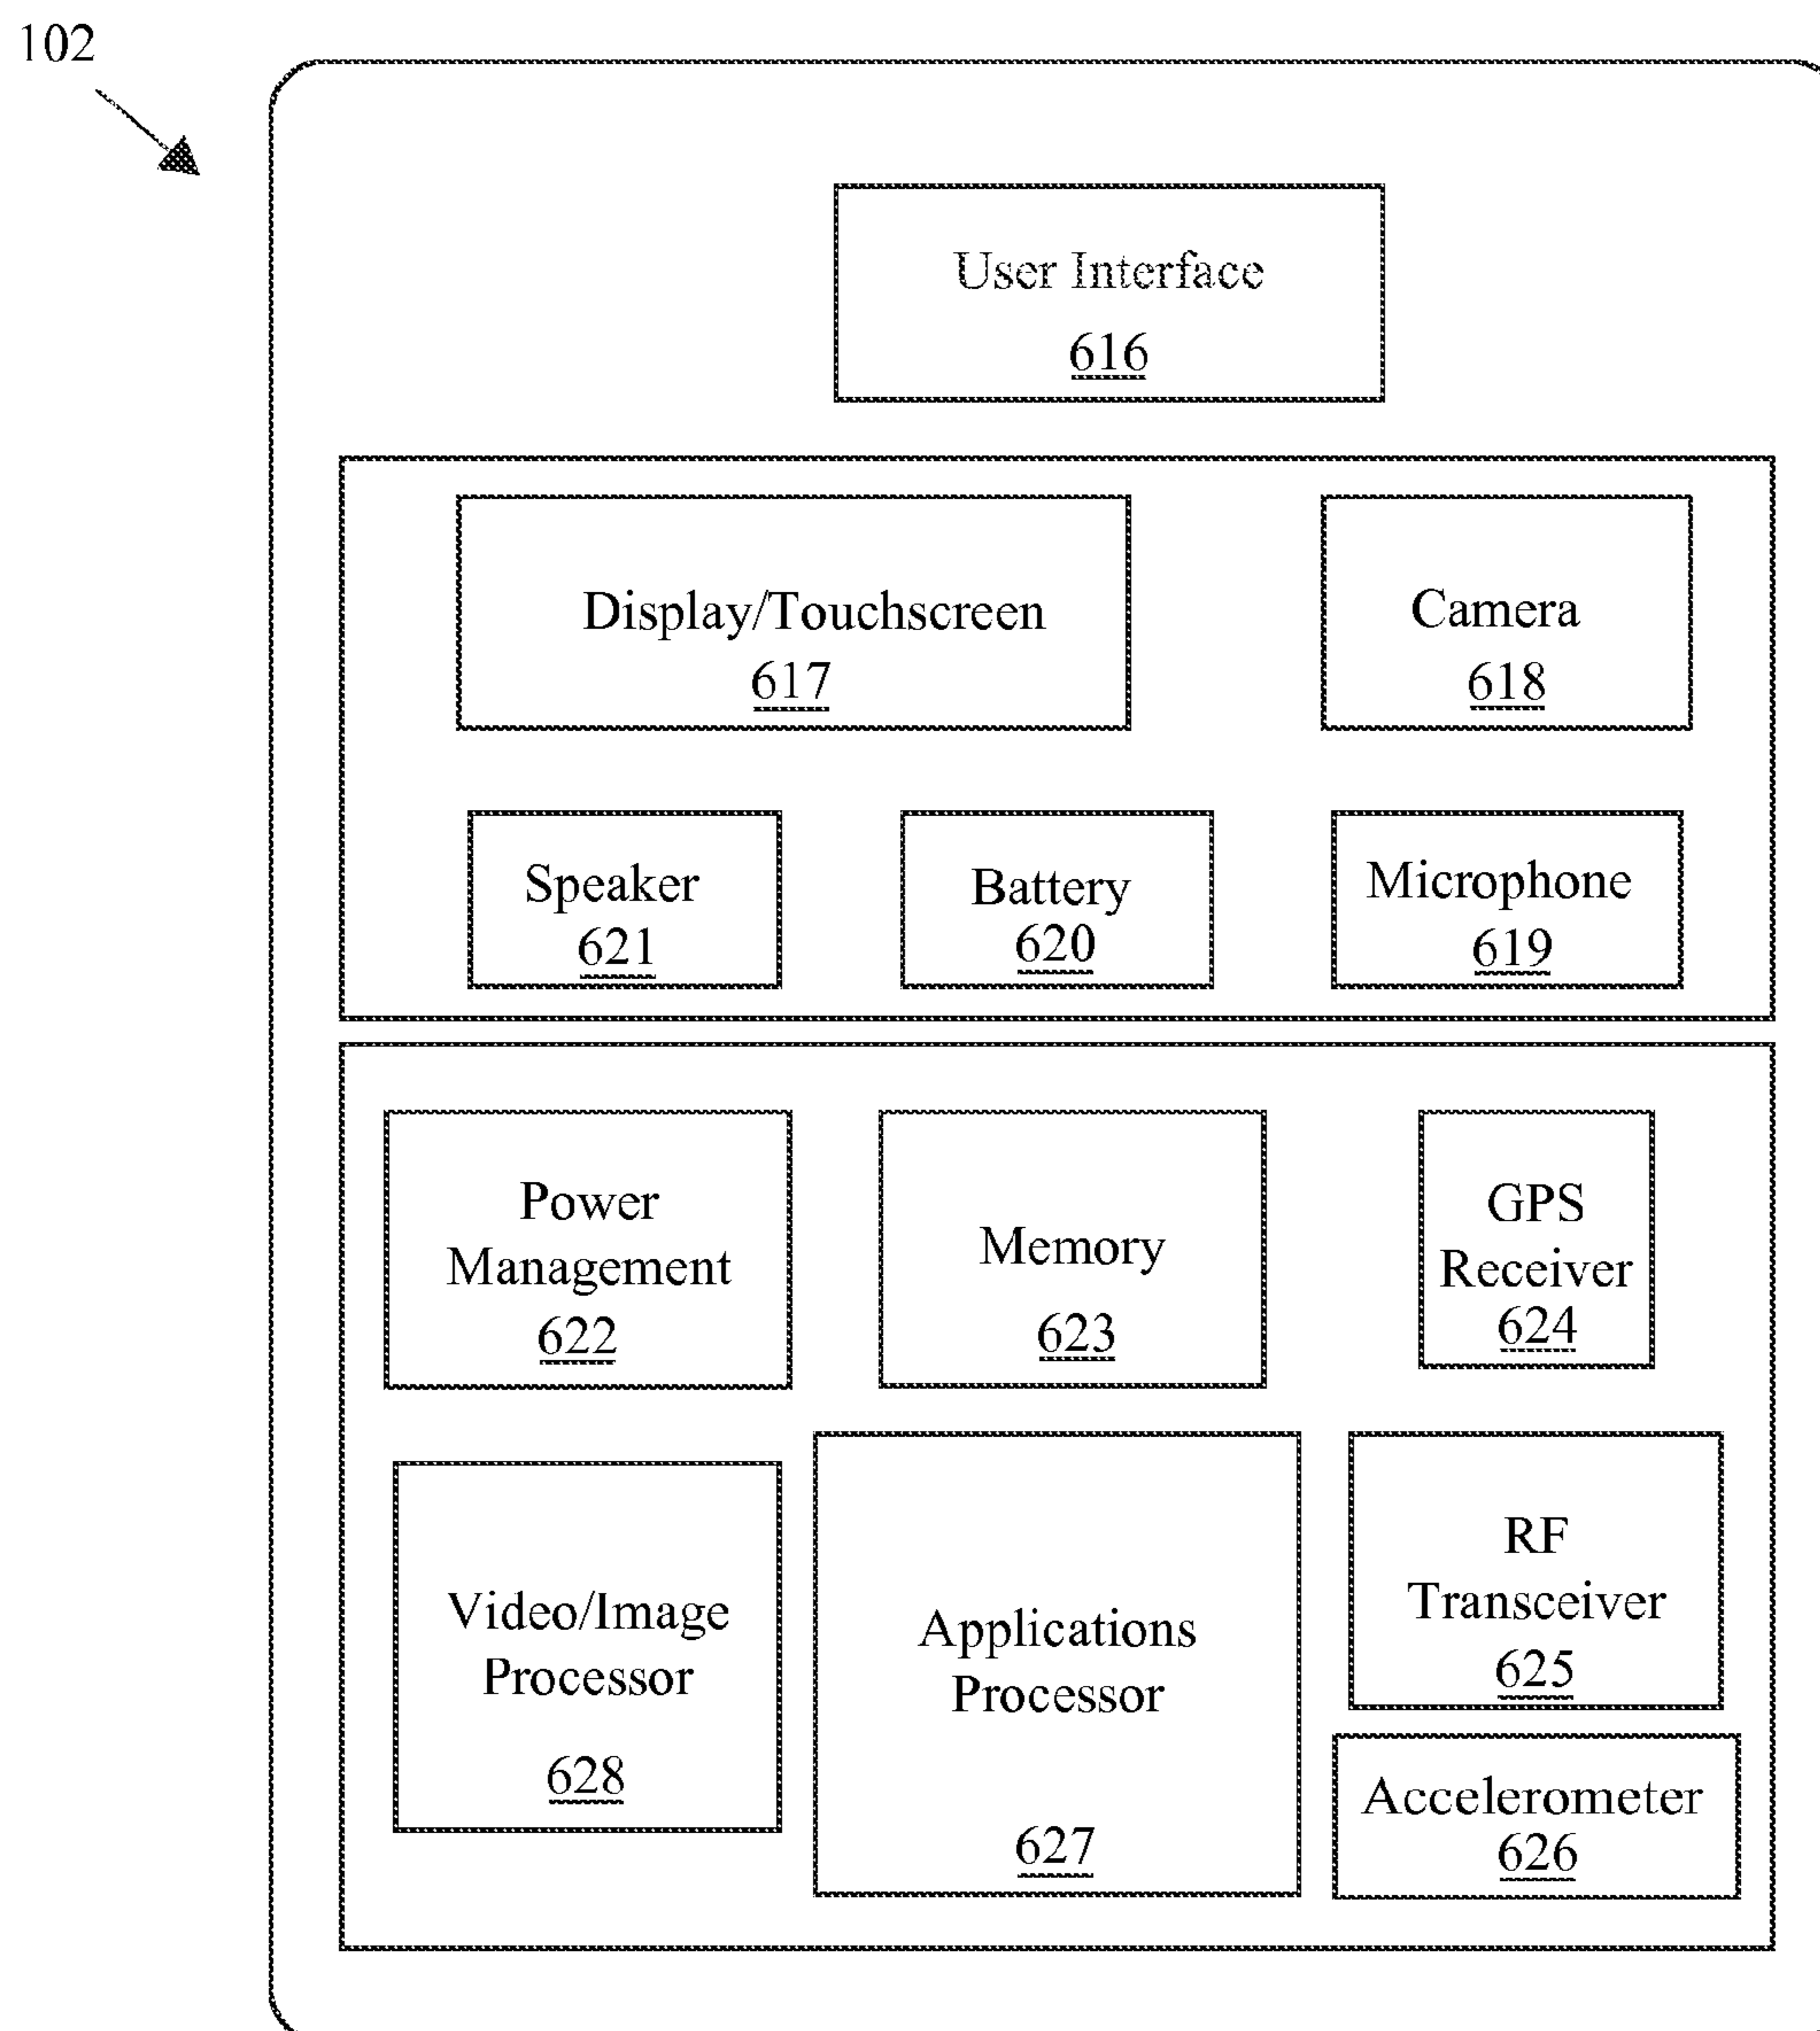 102
User Interface
616
Display/Touchscreen
617
Camera
618
Speaker
621
Battery
620
Microphone
619
Power
Management
622
Memory
623
GPS
Receiver
624
Video/Image
Processor
628
Applications
Processor
627
RF
Transceiver
625
Accelerometer
626